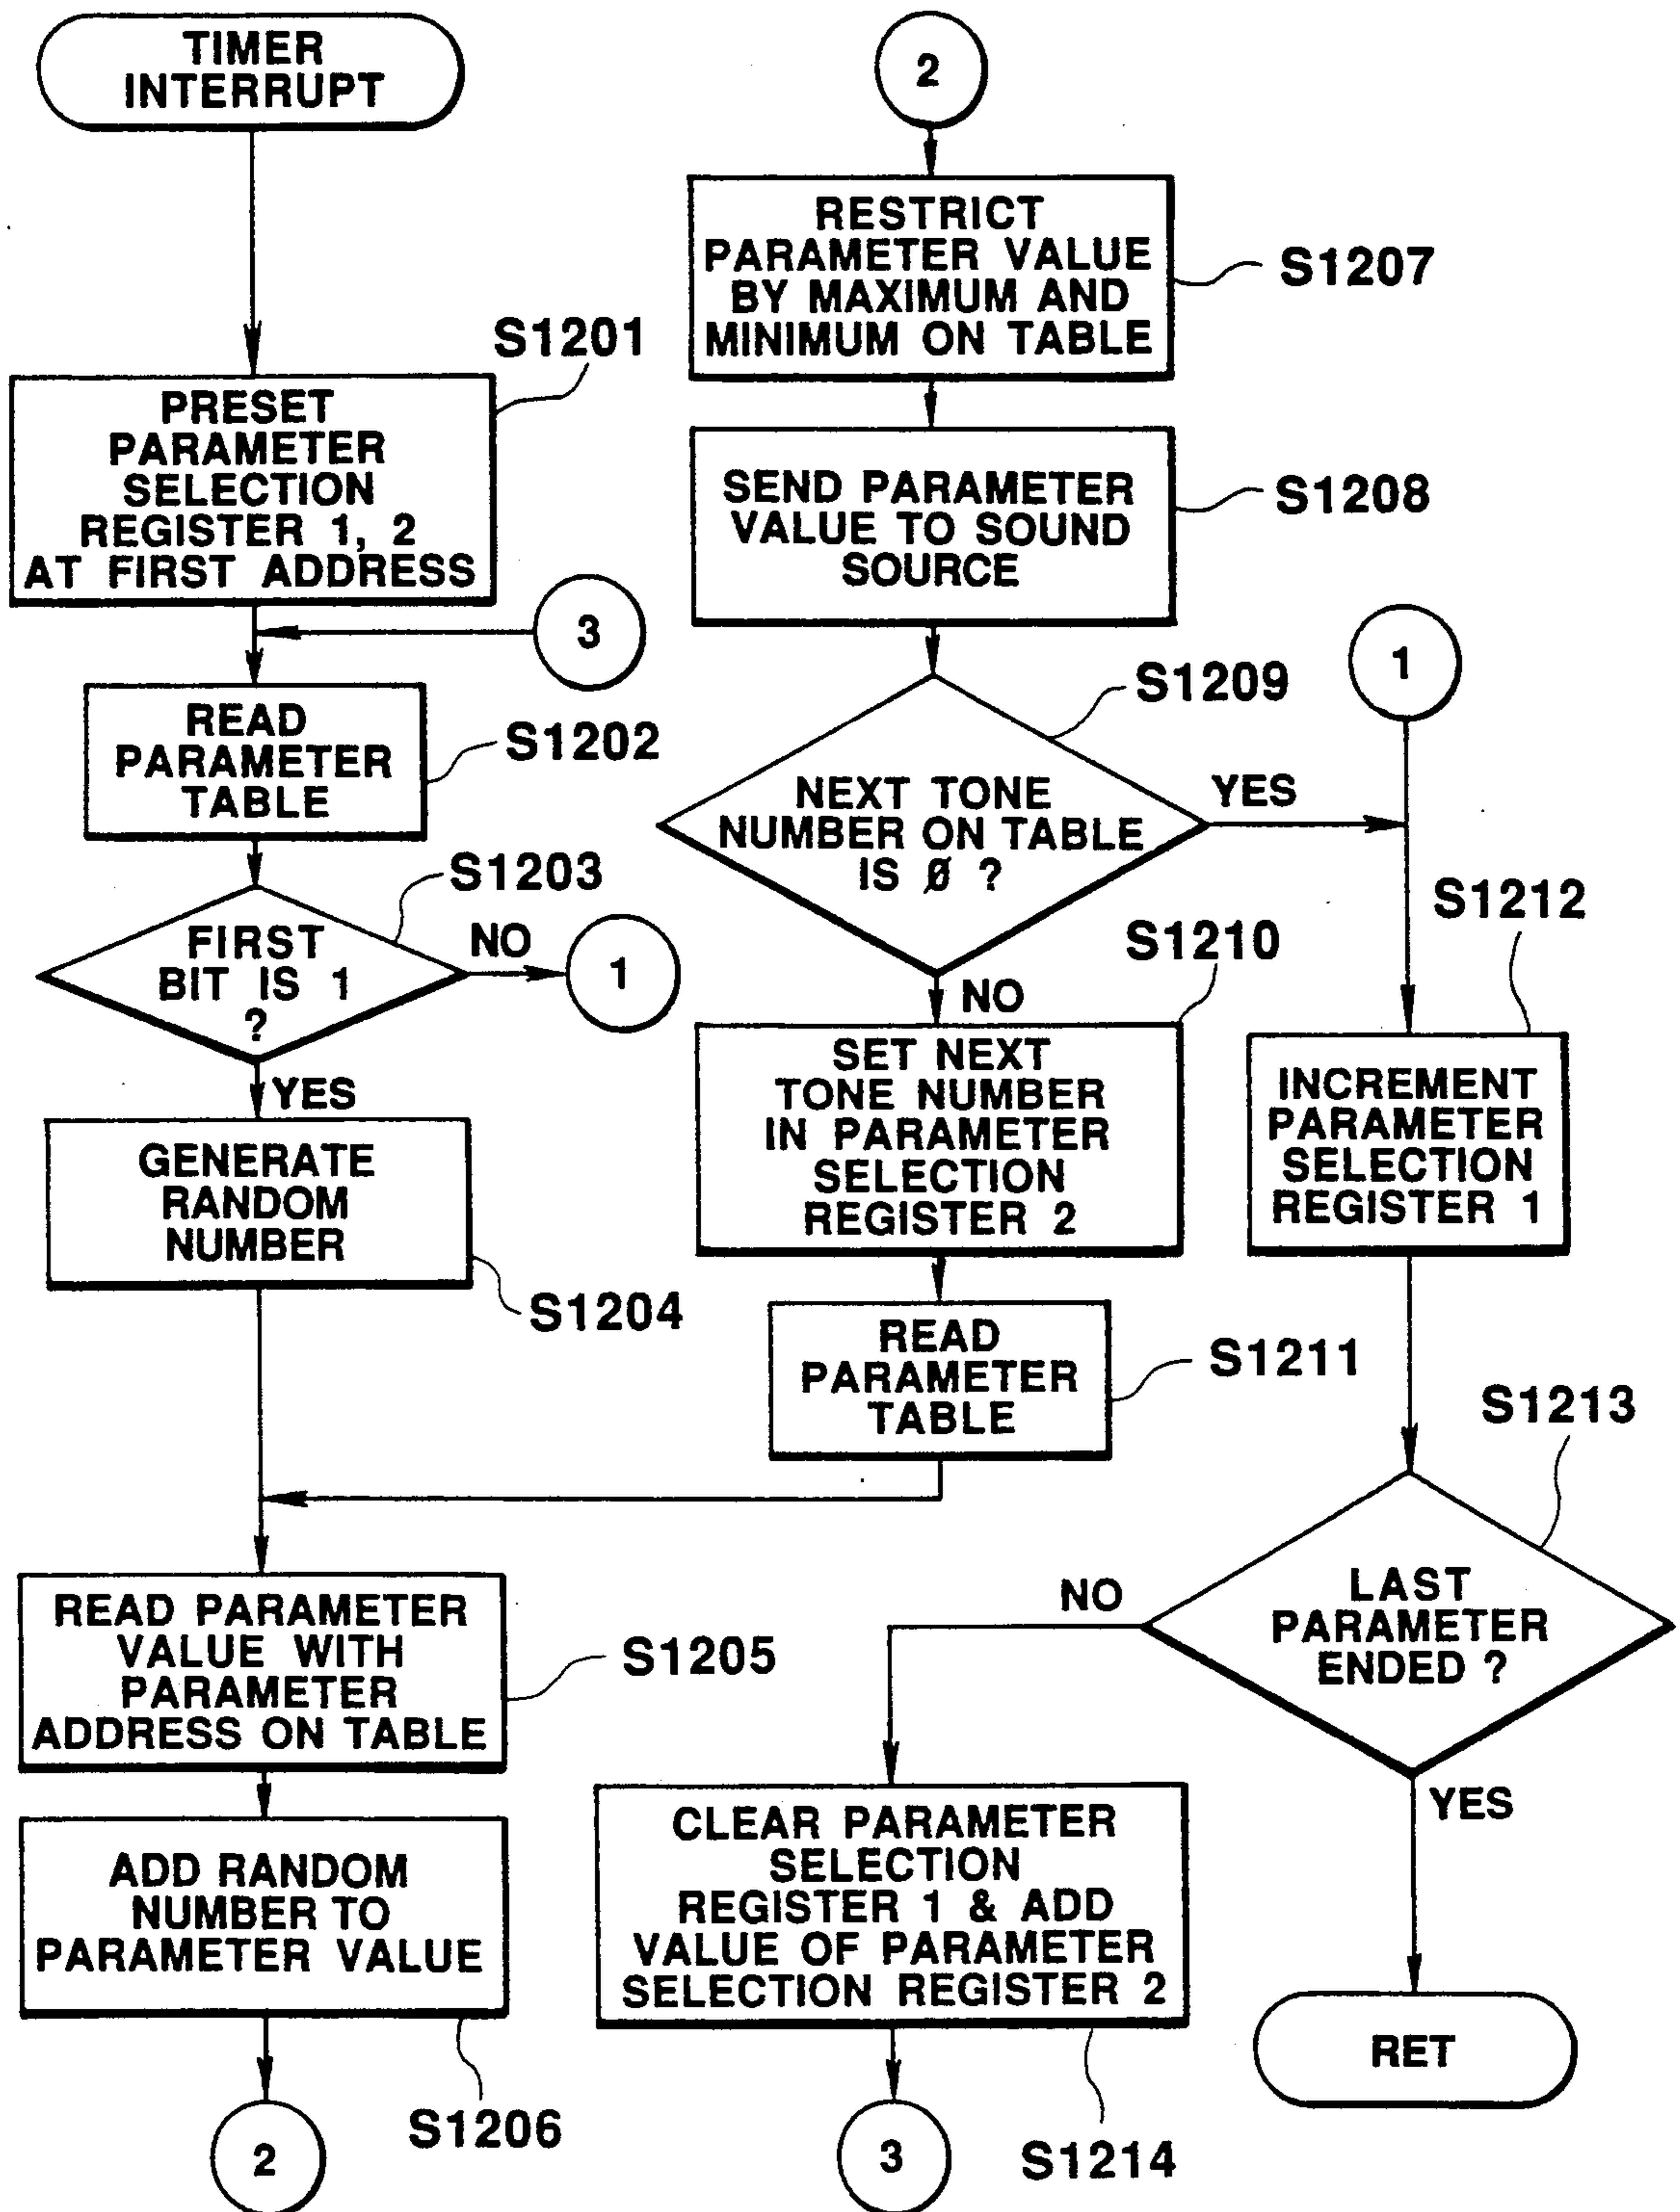 TIMER
INTERRUPT
S1201
PRESET
PARAMETER
SELECTION
REGISTER 1, 2
AT FIRST ADDRESS
3
READ
PARAMETER
TABLE
S1202
S1203
FIRST
BIT IS 1
?
NO
1
YES
GENERATE
RANDOM
NUMBER
S1204
READ PARAMETER
VALUE WITH
PARAMETER
ADDRESS ON TABLE
S1205
ADD RANDOM
NUMBER TO
PARAMETER VALUE
S1206
2
2
RESTRICT
PARAMETER VALUE
BY MAXIMUM AND
MINIMUM ON TABLE
S1207
SEND PARAMETER
VALUE TO SOUND
SOURCE
S1208
S1209
NEXT TONE
NUMBER ON TABLE
IS Ø ?
YES
NO
S1210
SET NEXT
TONE NUMBER
IN PARAMETER
SELECTION
REGISTER 2
READ
PARAMETER
TABLE
S1211
1
S1212
INCREMENT
PARAMETER
SELECTION
REGISTER 1
S1213
LAST
PARAMETER
ENDED ?
NO
YES
CLEAR PARAMETER
SELECTION
REGISTER 1 & ADD
VALUE OF PARAMETER
SELECTION REGISTER 2
S1214
3
RET